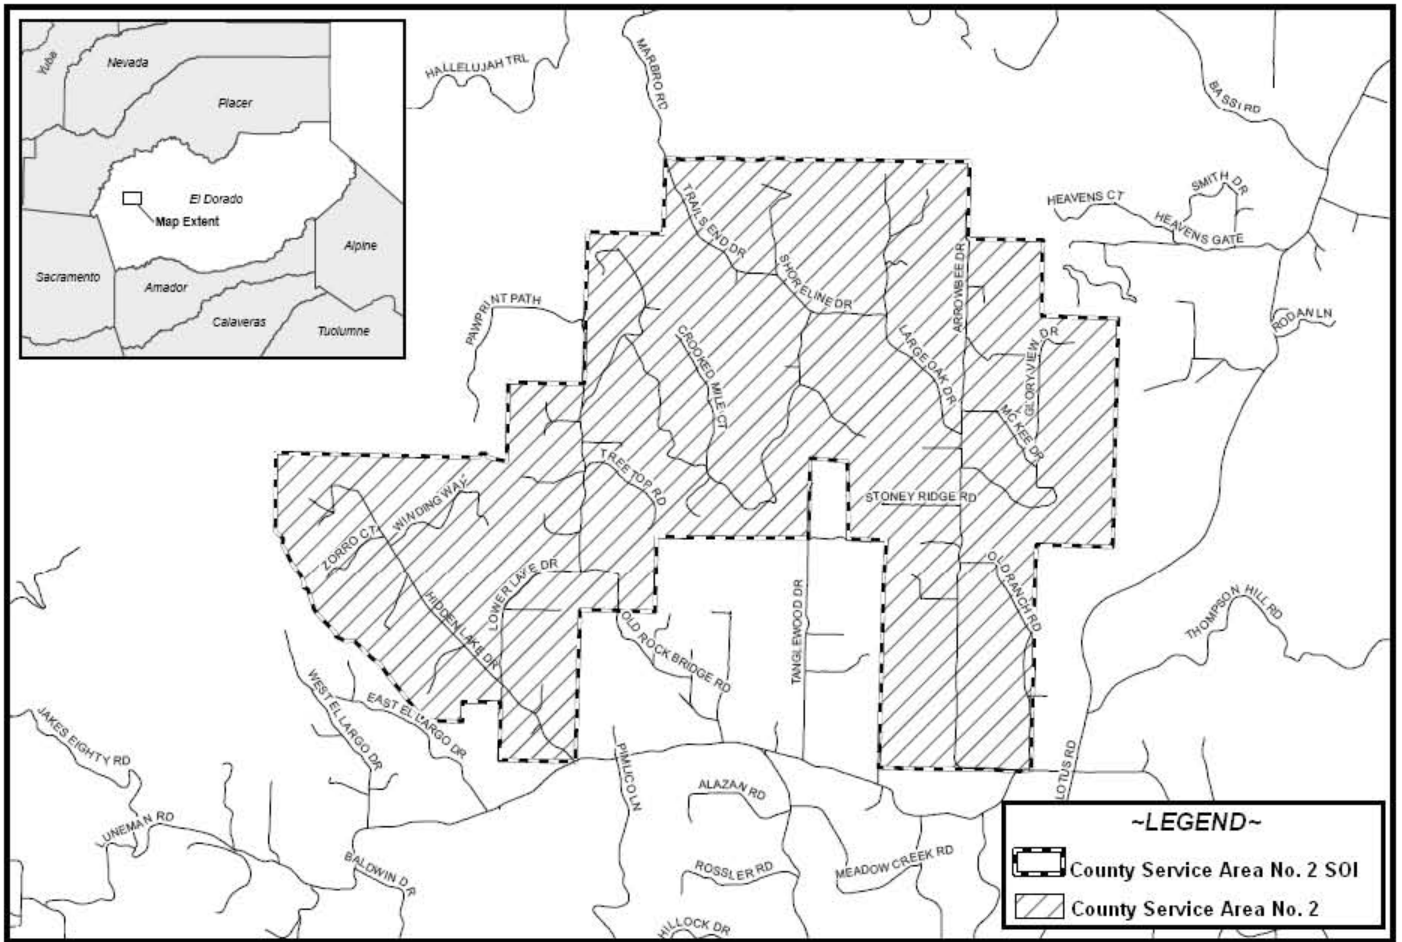 Yuba
Nevada
Placer
El Dorado
Map Extent
Sacramento
Amador
Alpine
Calaveras
Tuolumne
HALLELUJAH TRL
MARBRO RD
BASSI RD
SMITH DR
HEAVENS CT
HEAVENS GATE
TRAILS END DR
SHORELINE DR
ARROWBEE DR
PAWPRINT PATH
RODAN LN
CROOKED MILE CT
LARGE OAK DR
GLORYVIEW DR
MC KEE DR
TREETOP RD
STONEY RIDGE RD
WINDING WAY
ZORRO CT
LOWER LAKE DR
HIDDEN LAKE DR
OLD RANCH RD
OLD ROCK BRIDGE RD
TANGLEWOOD DR
THOMPSON HILL RD
WEST EL LARGO DR
EAST EL LARGO DR
JAKES EIGHTY RD
PIMLICO LN
ALAZAN RD
LOTUS RD
LUNEMAN RD
BALDWIN DR
ROSSLER RD
MEADOW CREEK RD
HILLOCK DR
~LEGEND~
County Service Area No. 2 SOI
County Service Area No. 2